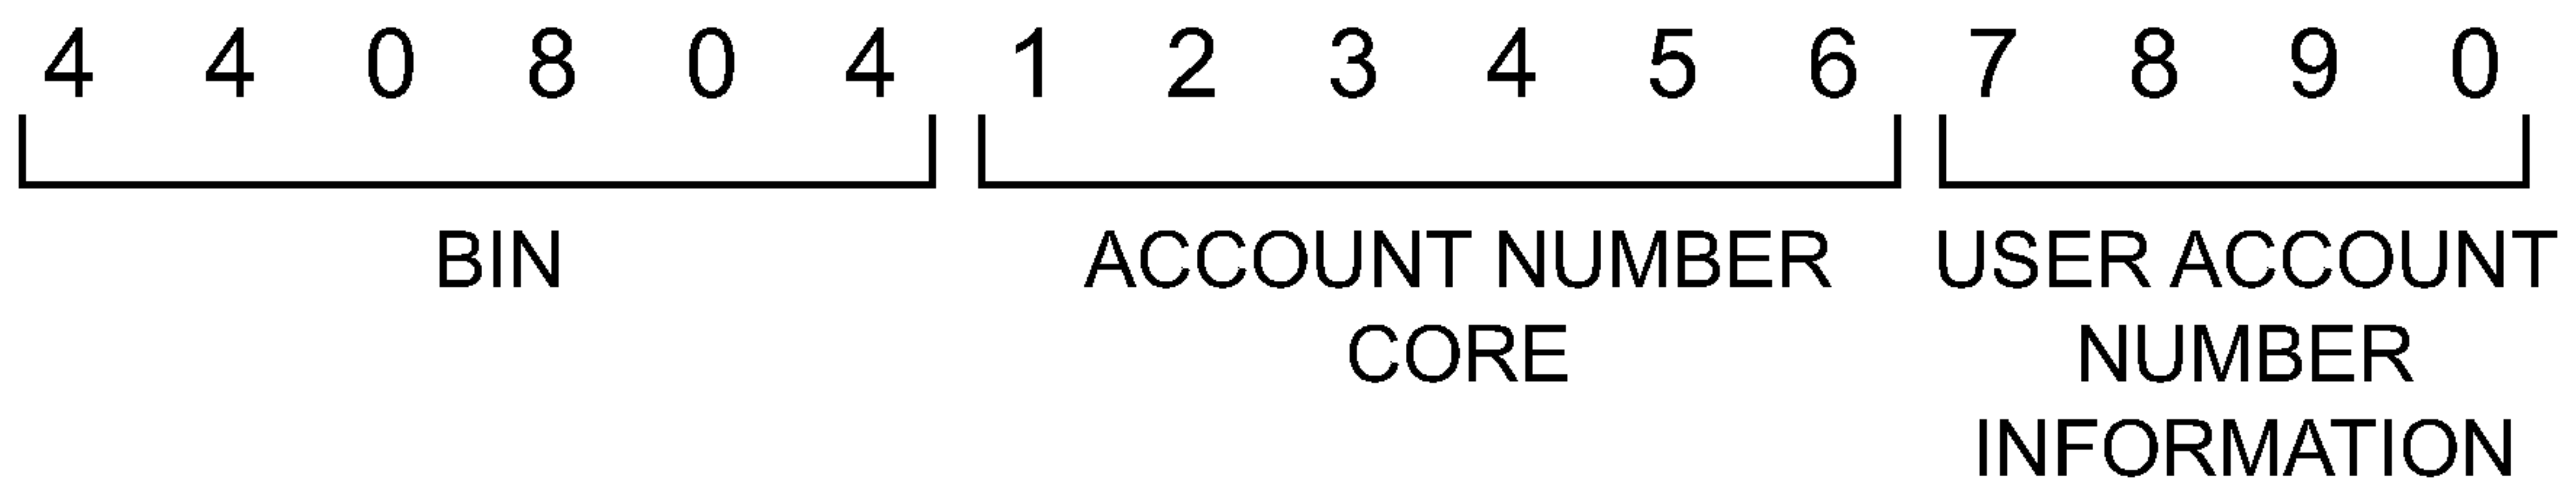 4 4 0 8 0 4 1 2 3 4 5 6 7 8 9 0
BIN
ACCOUNT NUMBER
CORE
USER ACCOUNT
NUMBER
INFORMATION